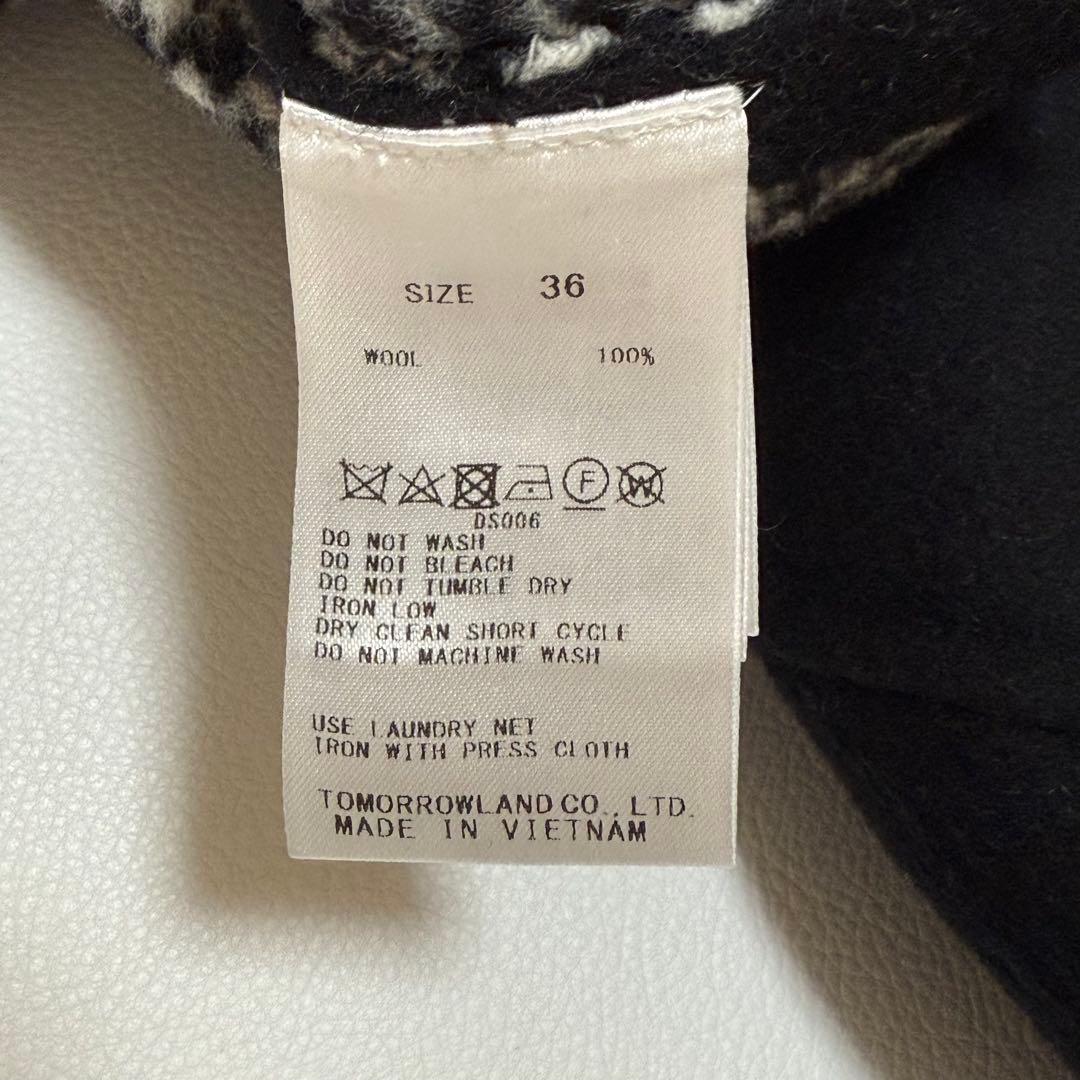 SIZE 36
WOOL 100%
F W
DS006
DO NOT WASH
DO NOT BLEACH
DO NOT TUMBLE DRY
IRON LOW
DRY CLEAN SHORT CYCLE
DO NOT MACHINE WASH
USE LAUNDRY NET
IRON WITH PRESS CLOTH
TOMORROWLAND CO., LTD.
MADE IN VIETNAM